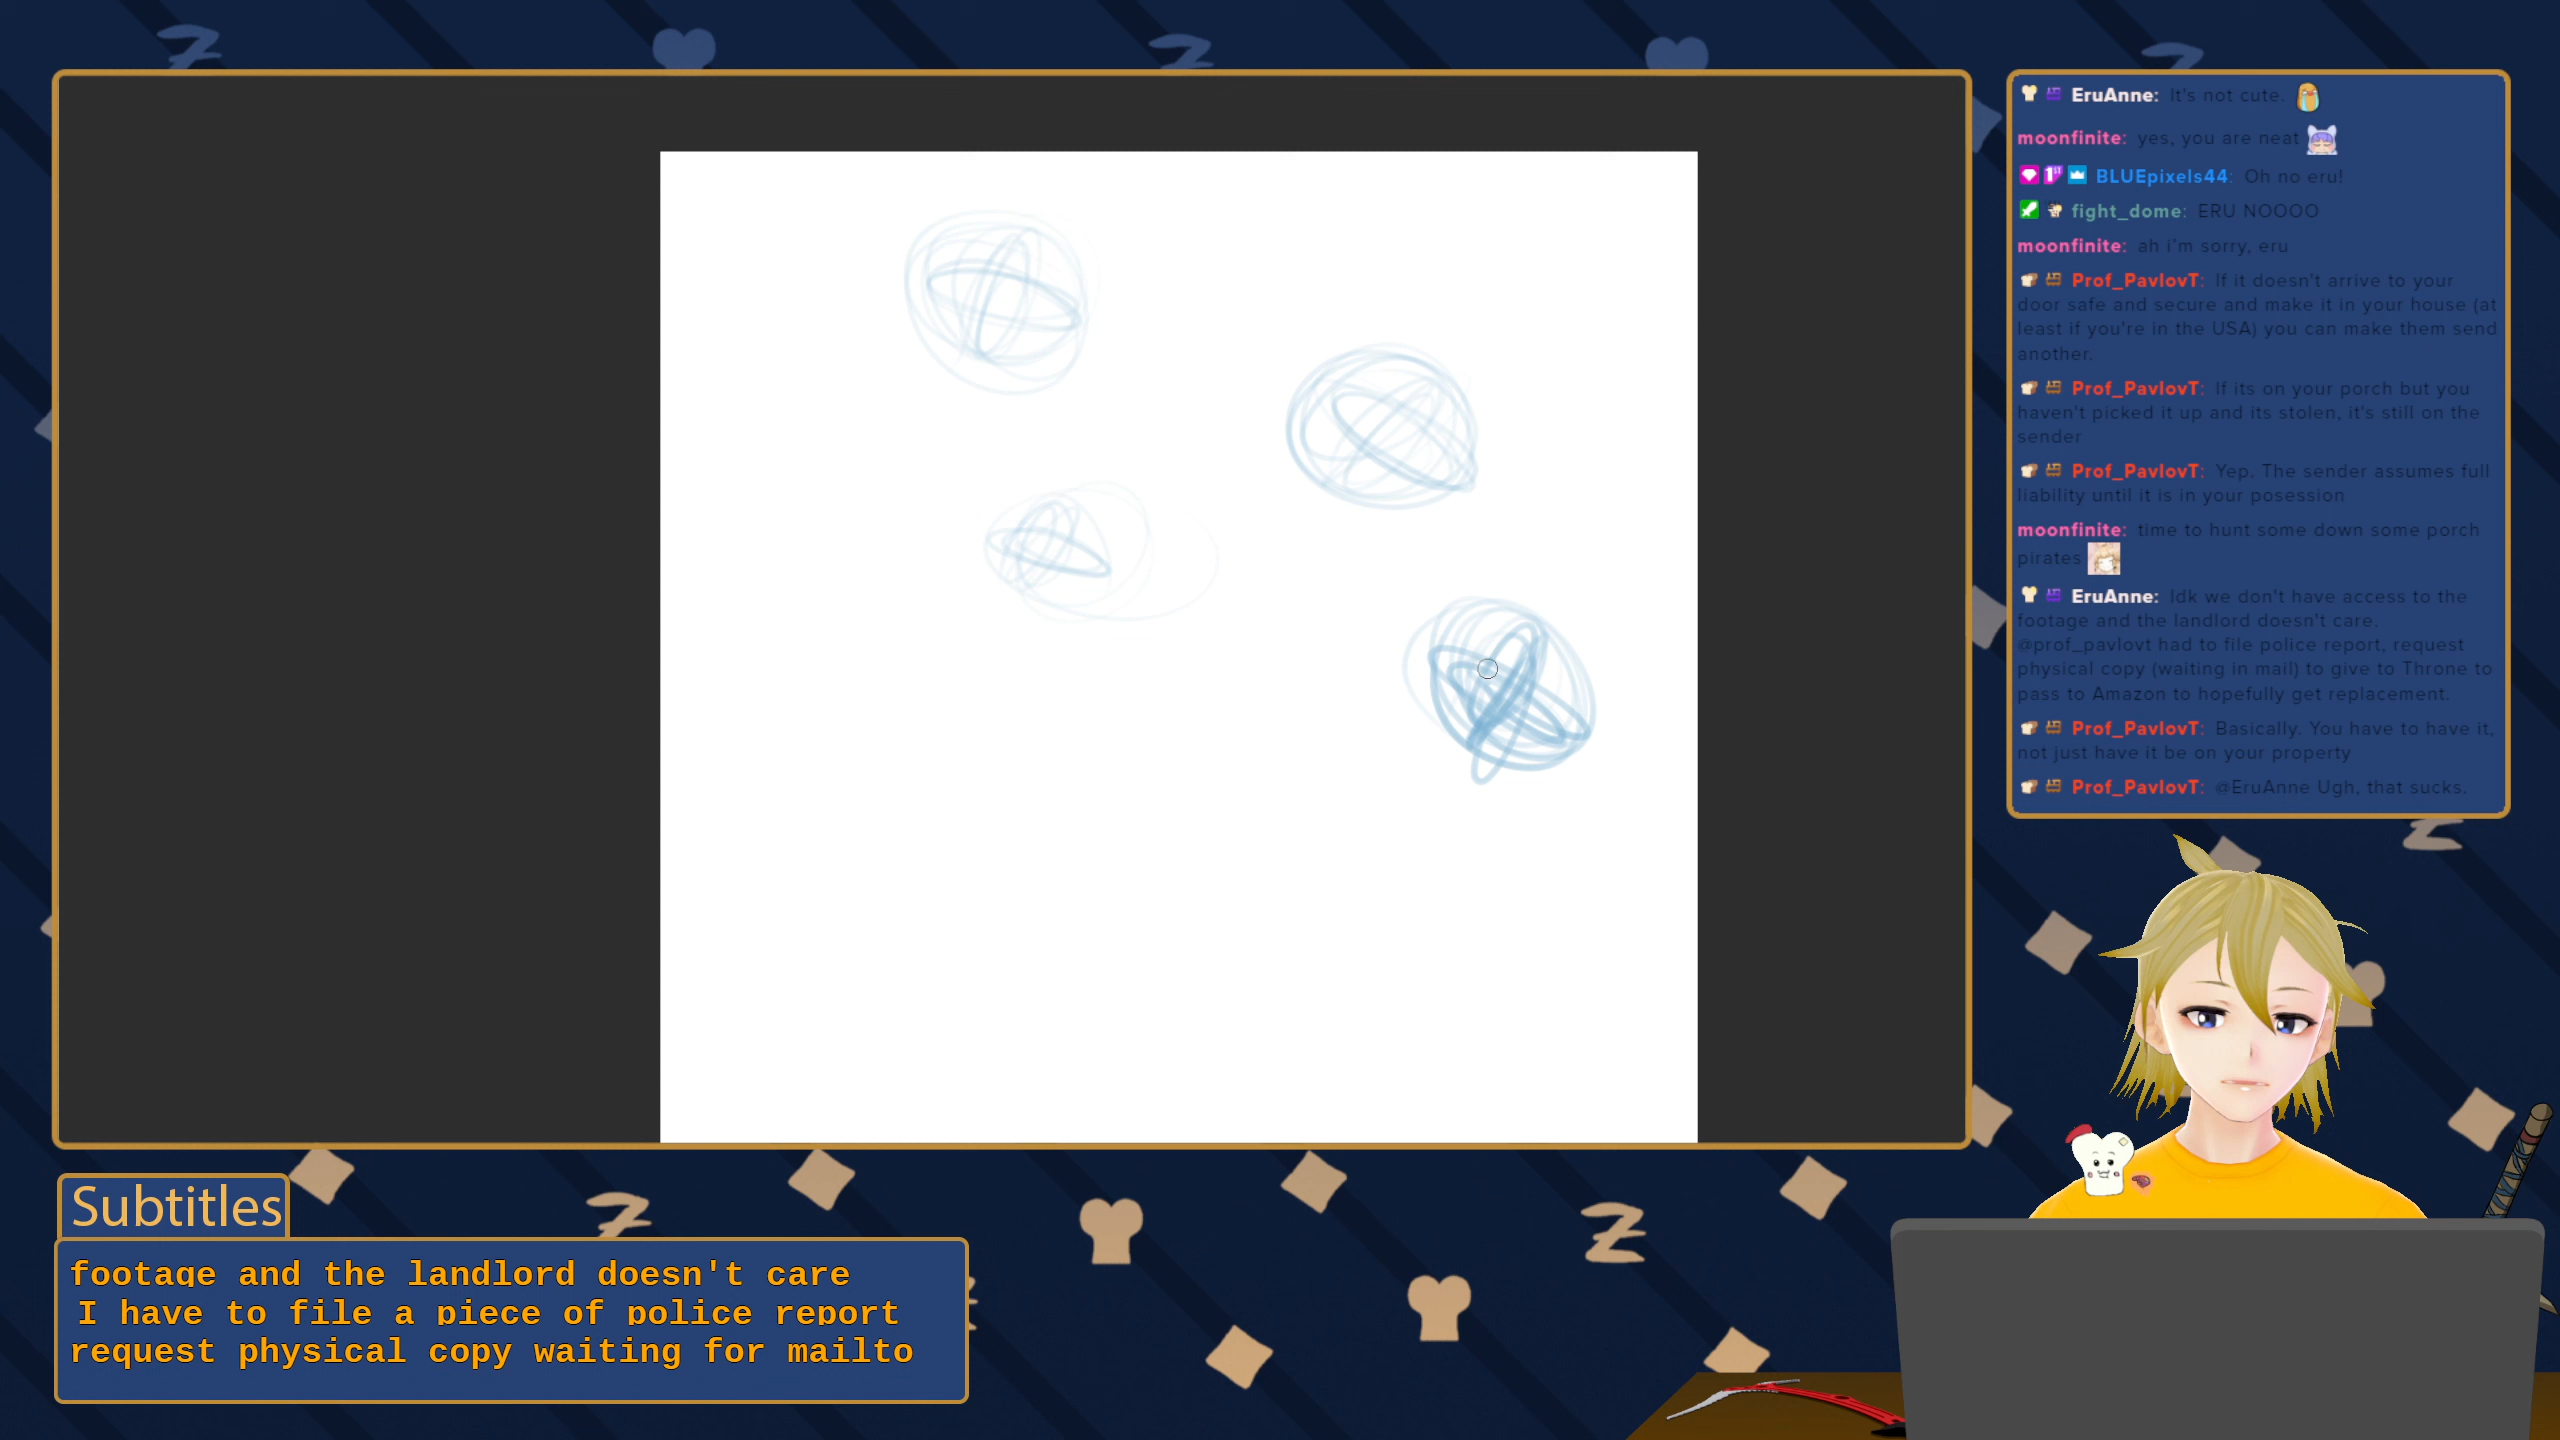 EruAnne: It's not cute.
moonfinite: yes, you are neat
BLUEpixels44: Oh no eru!
fight_dome: ERU NOOOO
moonfinite: ah i'm sorry, eru
Prof_PavlovT: If it doesn't arrive to your
door safe and secure and make it in your house (at
least if you're in the USA) you can make them send
another.
Prof_PavlovT: If its on your porch but you
haven't picked it up and its stolen, it's still on the
sender
Prof_PavlovT: Yep. The sender assumes full
liability until it is in your posession
moonfinite: time to hunt some down some porch
pirates
EruAnne: Idk we don't have access to the
footage and the landlord doesn't care.
@prof_pavlovt had to file police report, request
physical copy (waiting in mail) to give to Throne to
pass to Amazon to hopefully get replacement.
Prof_PavlovT: Basically. You have to have it,
not just have it be on your property
Prof_PavlovT: @EruAnne Ugh, that sucks.
Subtitles
footage and the landlord doesn't care
I have to file a piece of police report
request physical copy waiting for mailto